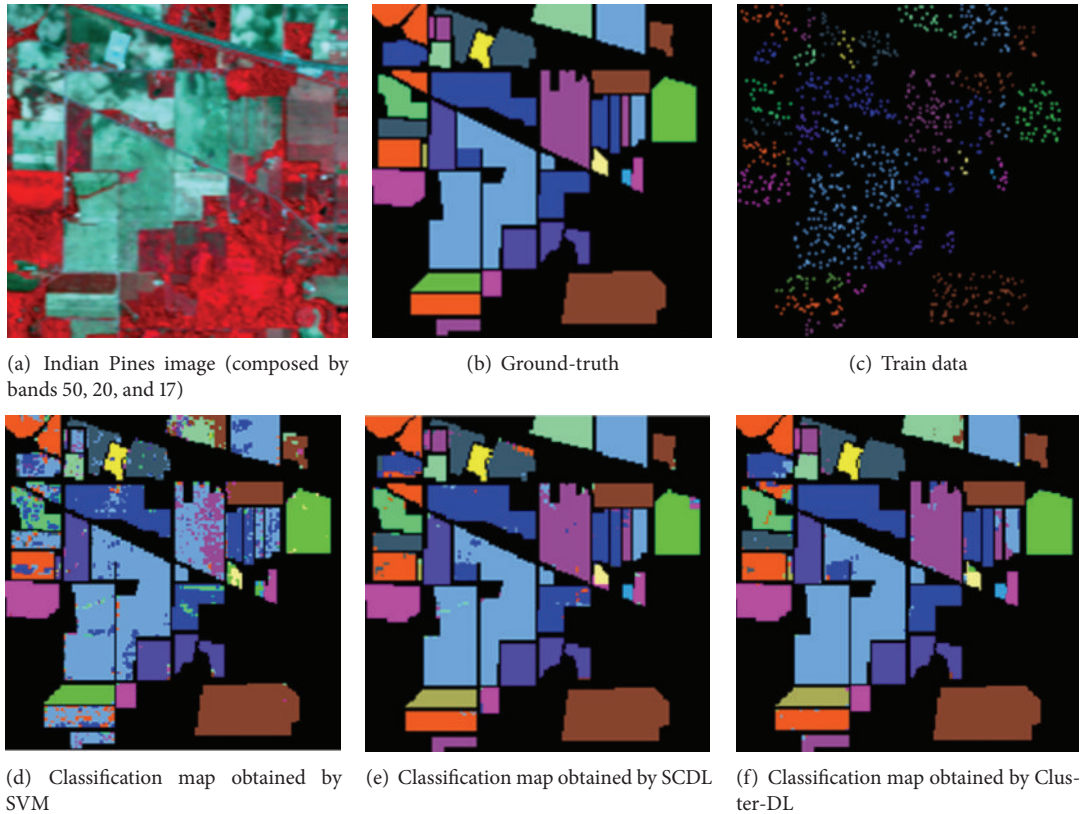 (a) Indian Pines image (composed by
bands 50, 20, and 17)
(b) Ground-truth
(c) Train data
(d) Classification map obtained by
SVM
(e) Classification map obtained by SCDL
(f) Classification map obtained by Clus-
ter-DL